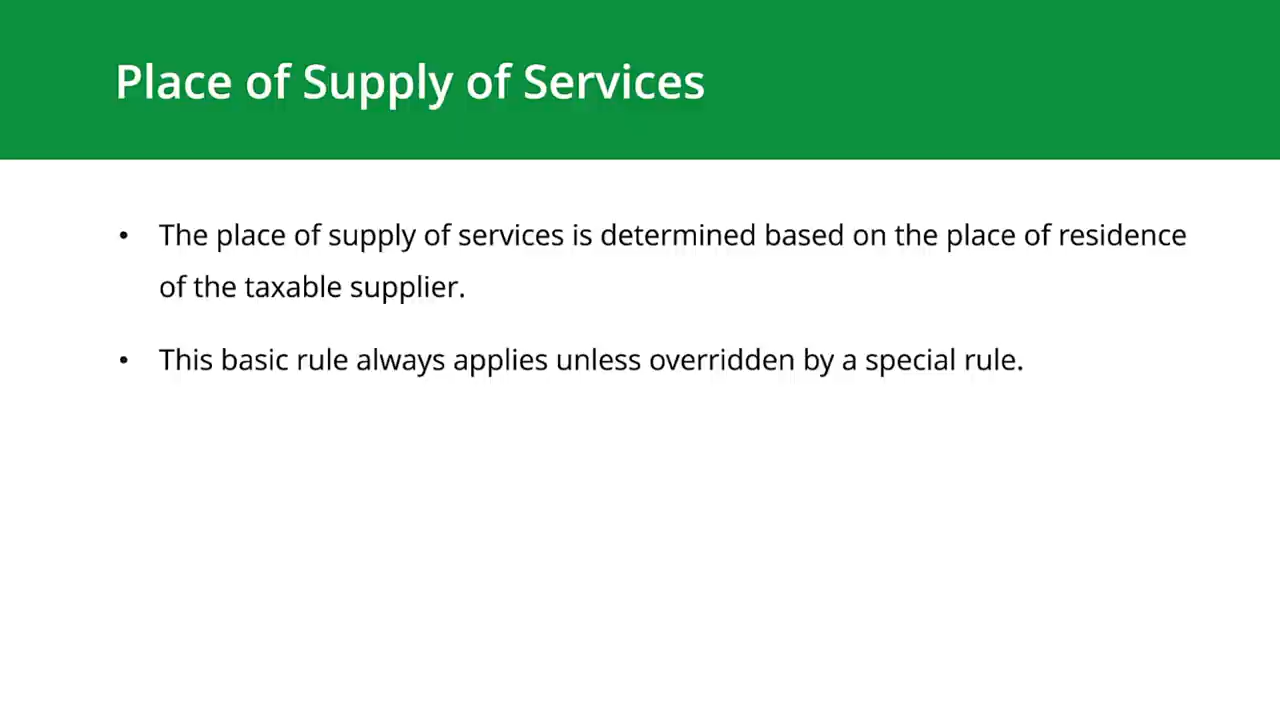 Place of Supply of Services
• The place of supply of services is determined based on the place of residence
of the taxable supplier.
• This basic rule always applies unless overridden by a special rule.